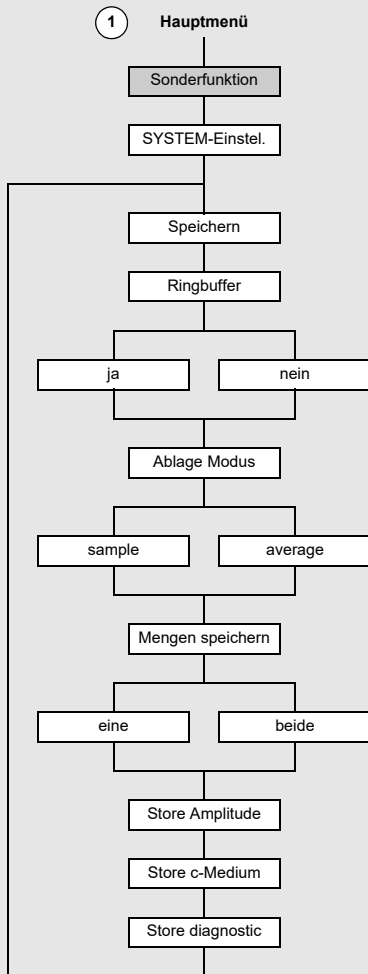 1 Hauptmenü
Sonderfunktion
SYSTEM-Einstel.
Speichern
Ringbuffer
ja nein
Ablage Modus
sample average
Mengen speichern
eine beide
Store Amplitude
Store c-Medium
Store diagnostic